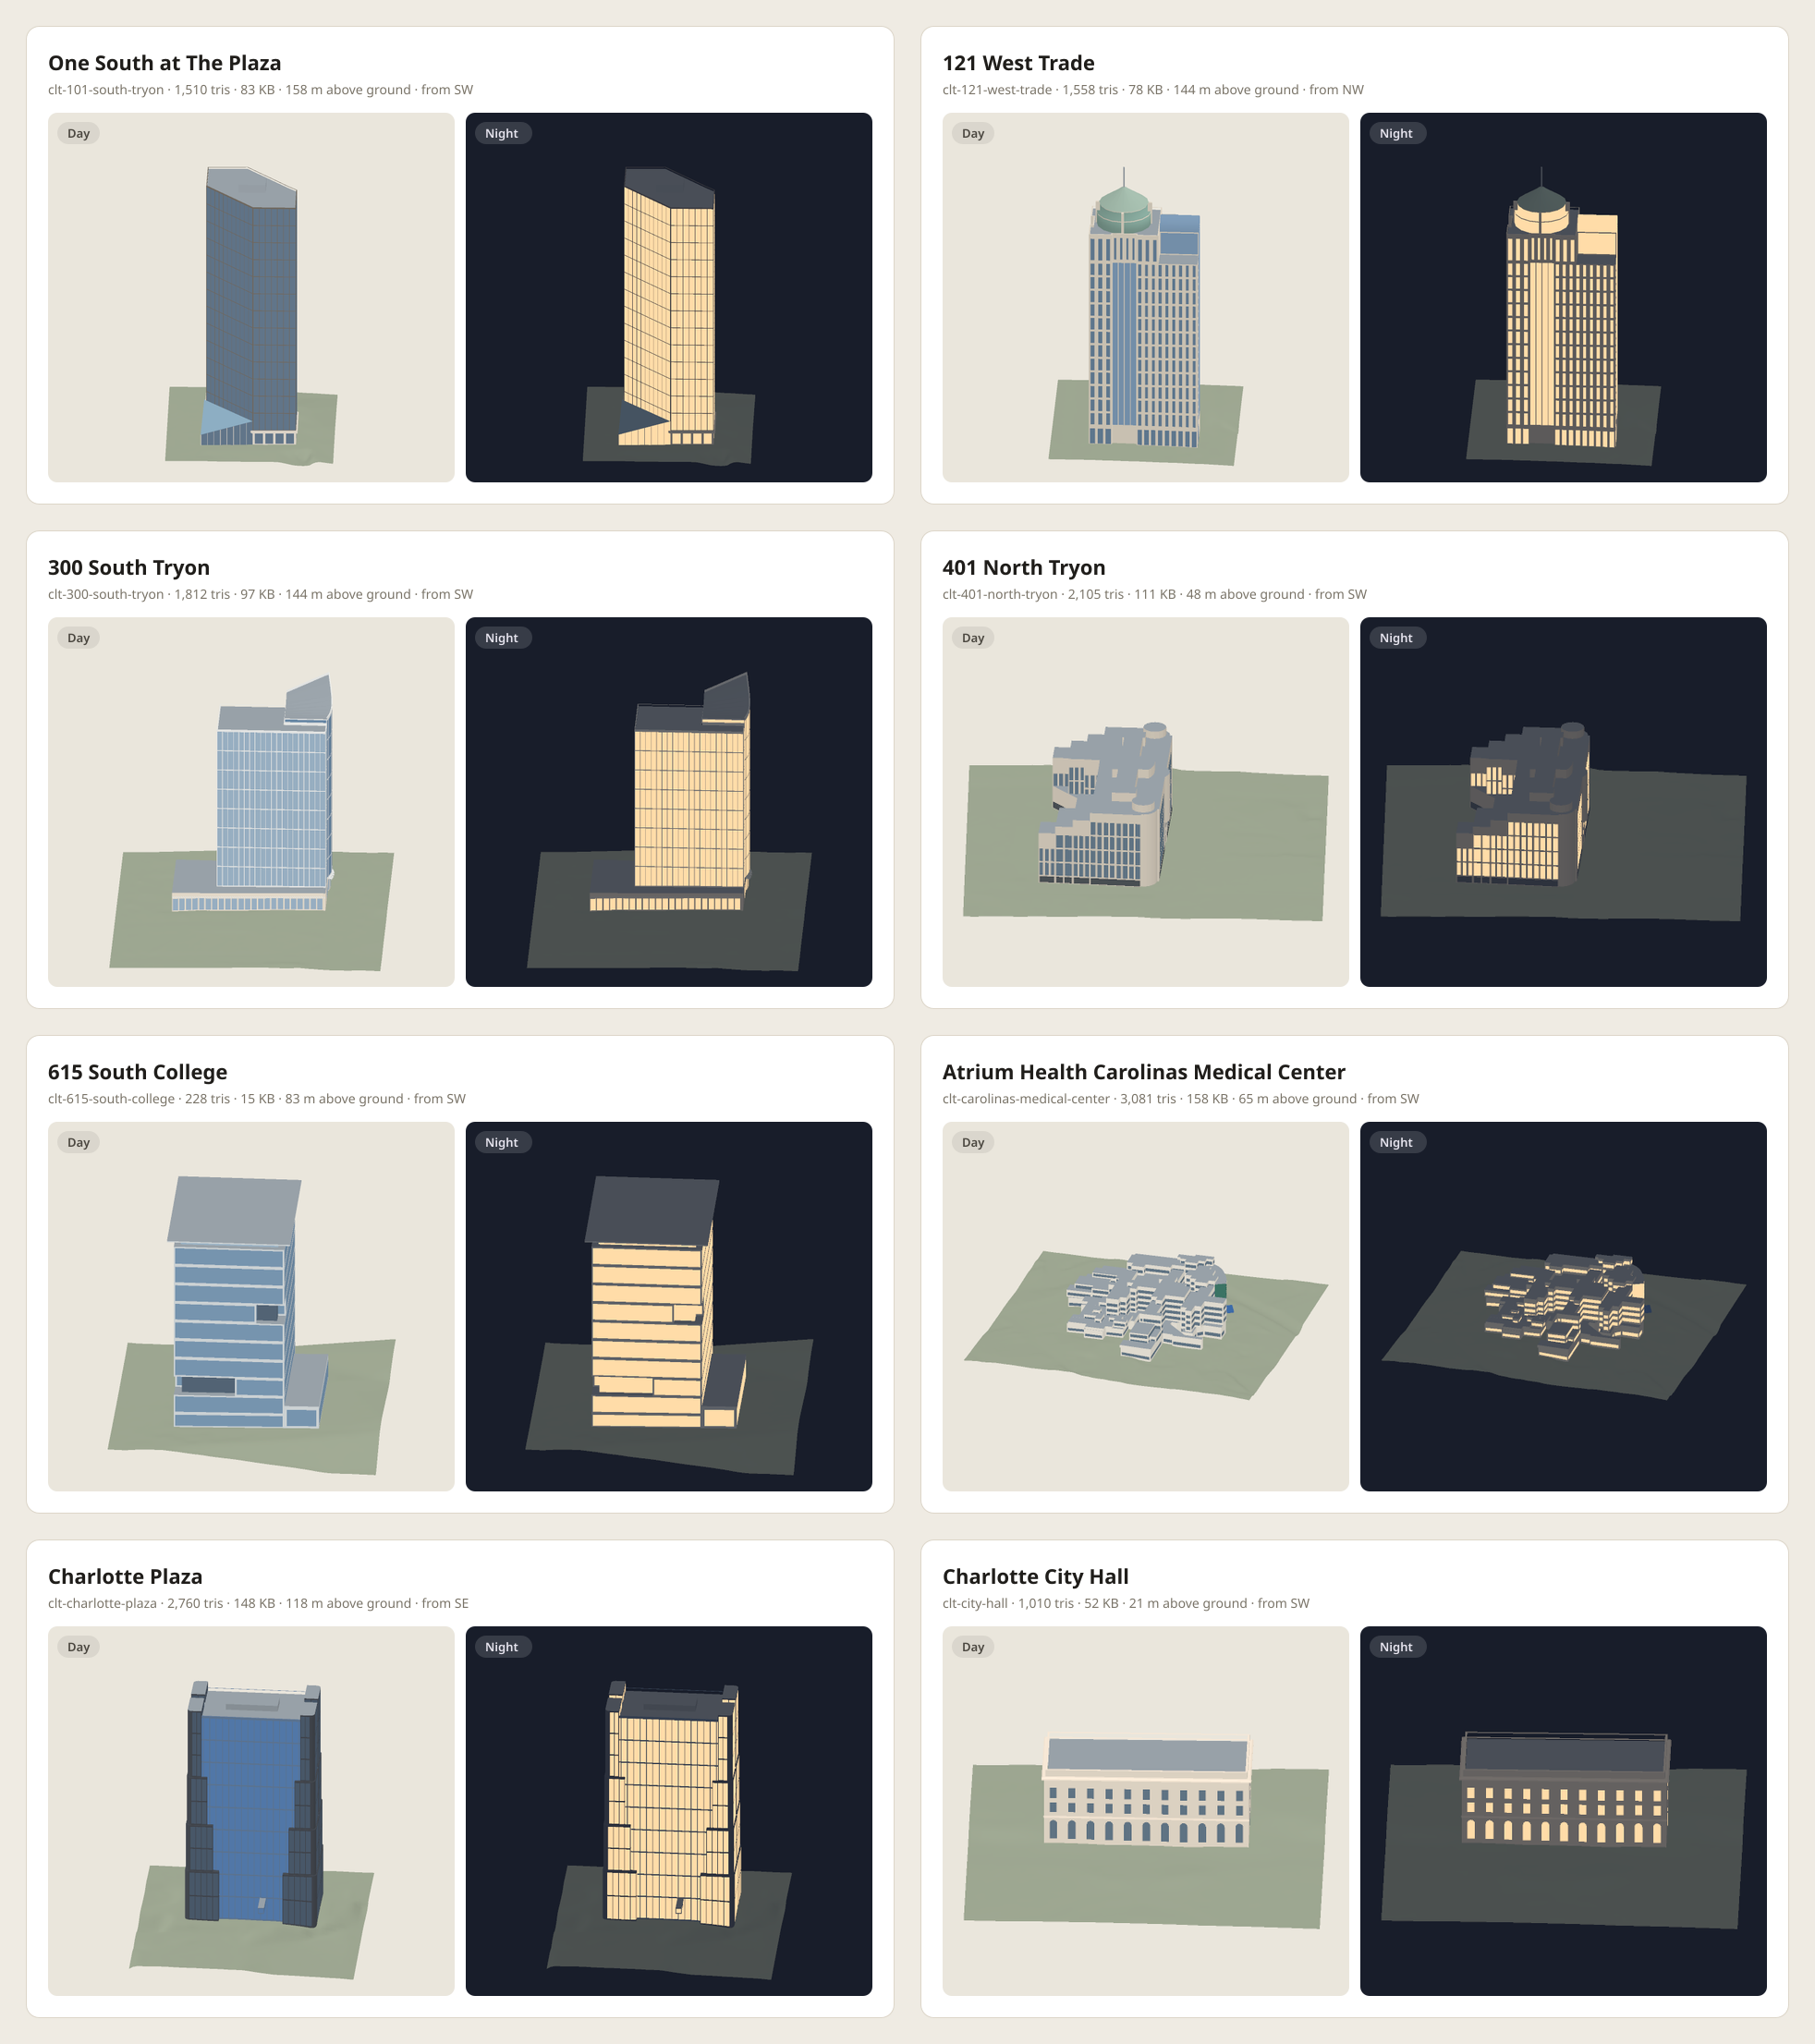 One South at The Plaza
clt-101-south-tryon · 1,510 tris · 83 KB · 158 m above ground · from SW
Day
Night
121 West Trade
clt-121-west-trade · 1,558 tris · 78 KB · 144 m above ground · from NW
Day
Night
300 South Tryon
clt-300-south-tryon · 1,812 tris · 97 KB · 144 m above ground · from SW
Day
Night
401 North Tryon
clt-401-north-tryon · 2,105 tris · 111 KB · 48 m above ground · from SW
Day
Night
615 South College
clt-615-south-college · 228 tris · 15 KB · 83 m above ground · from SW
Day
Night
Atrium Health Carolinas Medical Center
clt-carolinas-medical-center · 3,081 tris · 158 KB · 65 m above ground · from SW
Day
Night
Charlotte Plaza
clt-charlotte-plaza · 2,760 tris · 148 KB · 118 m above ground · from SE
Day
Night
Charlotte City Hall
clt-city-hall · 1,010 tris · 52 KB · 21 m above ground · from SW
Day
Night